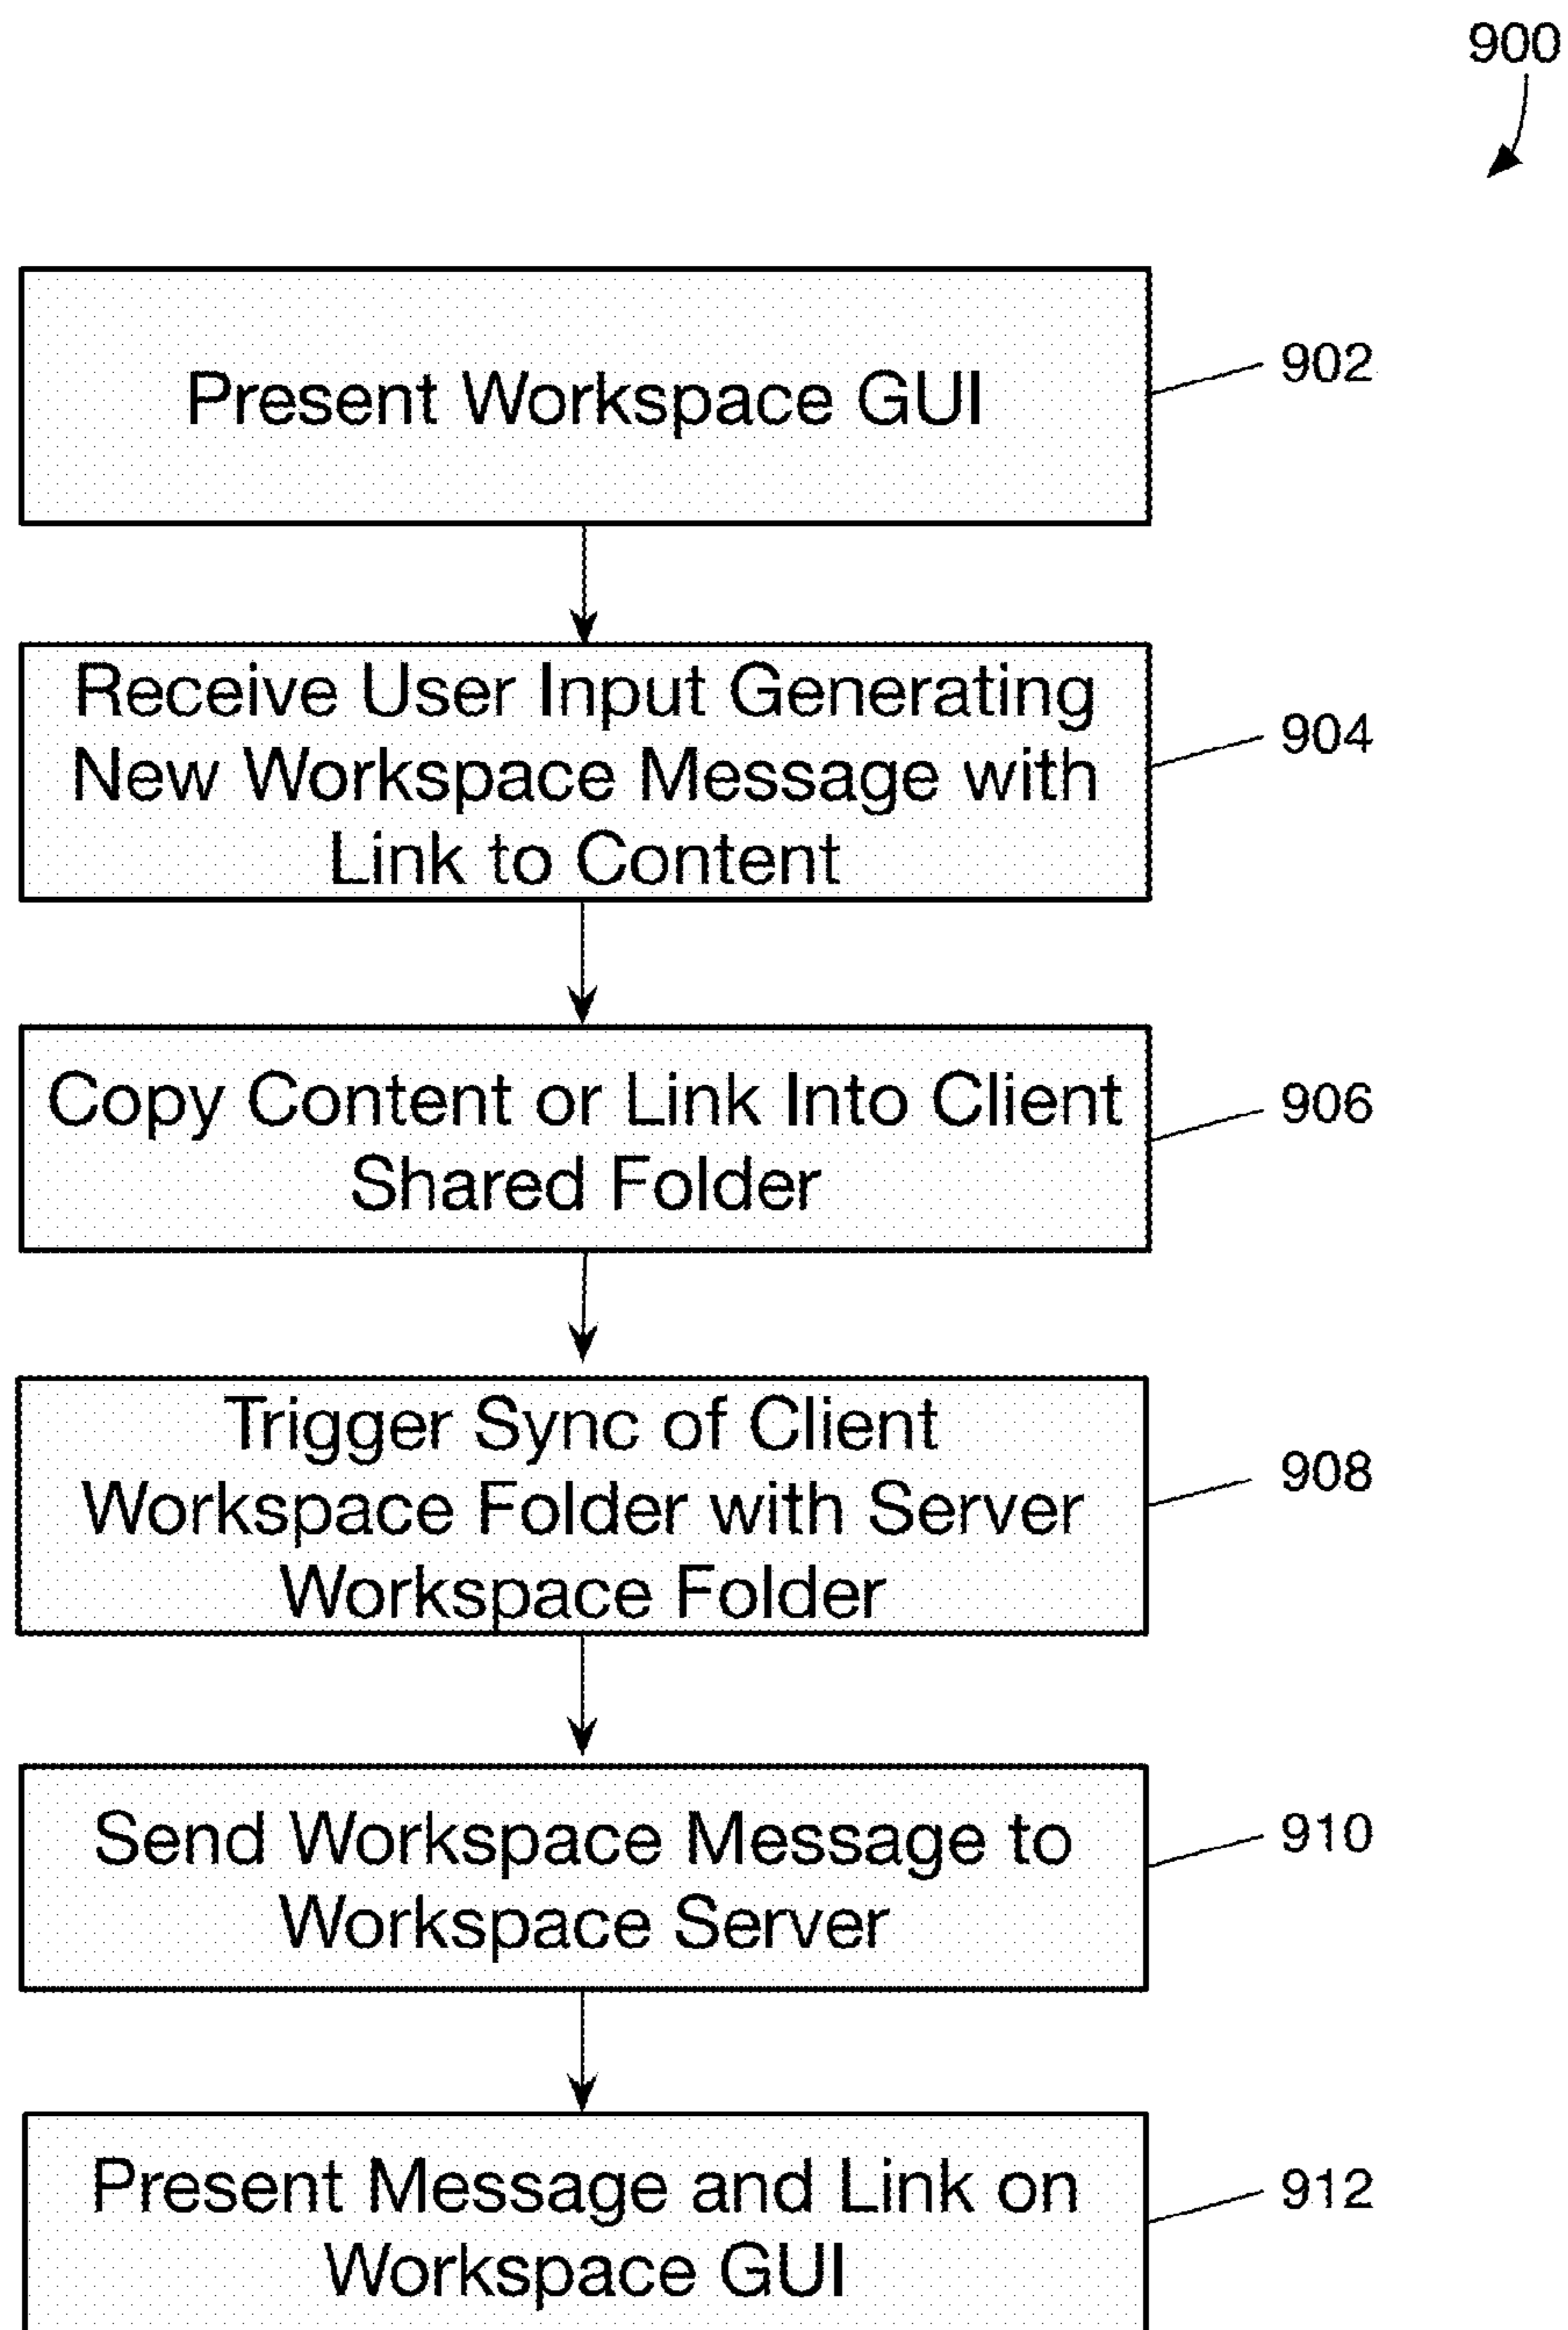 900
Present Workspace GUI
902
Receive User Input Generating
New Workspace Message with
Link to Content
904
Copy Content or Link Into Client
Shared Folder
906
Trigger Sync of Client
Workspace Folder with Server
Workspace Folder
908
Send Workspace Message to
Workspace Server
910
Present Message and Link on
Workspace GUI
912